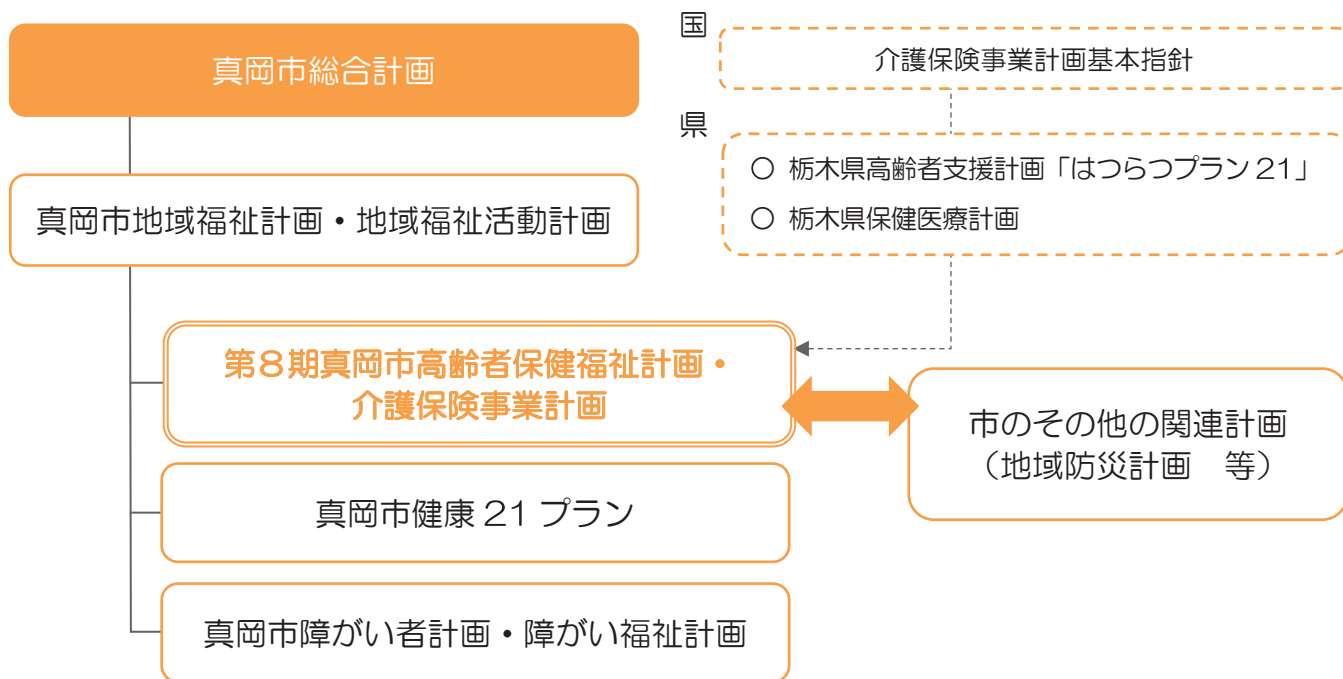 真岡市総合計画
真岡市地域福祉計画・地域福祉活動計画
国
介護保険事業計画基本指針
県
○ 栃木県高齢者支援計画「はつらつプラン 21」
○ 栃木県保健医療計画
第8期真岡市高齢者保健福祉計画・
介護保険事業計画
市のその他の関連計画
（地域防災計画　等）
真岡市健康 21 プラン
真岡市障がい者計画・障がい福祉計画